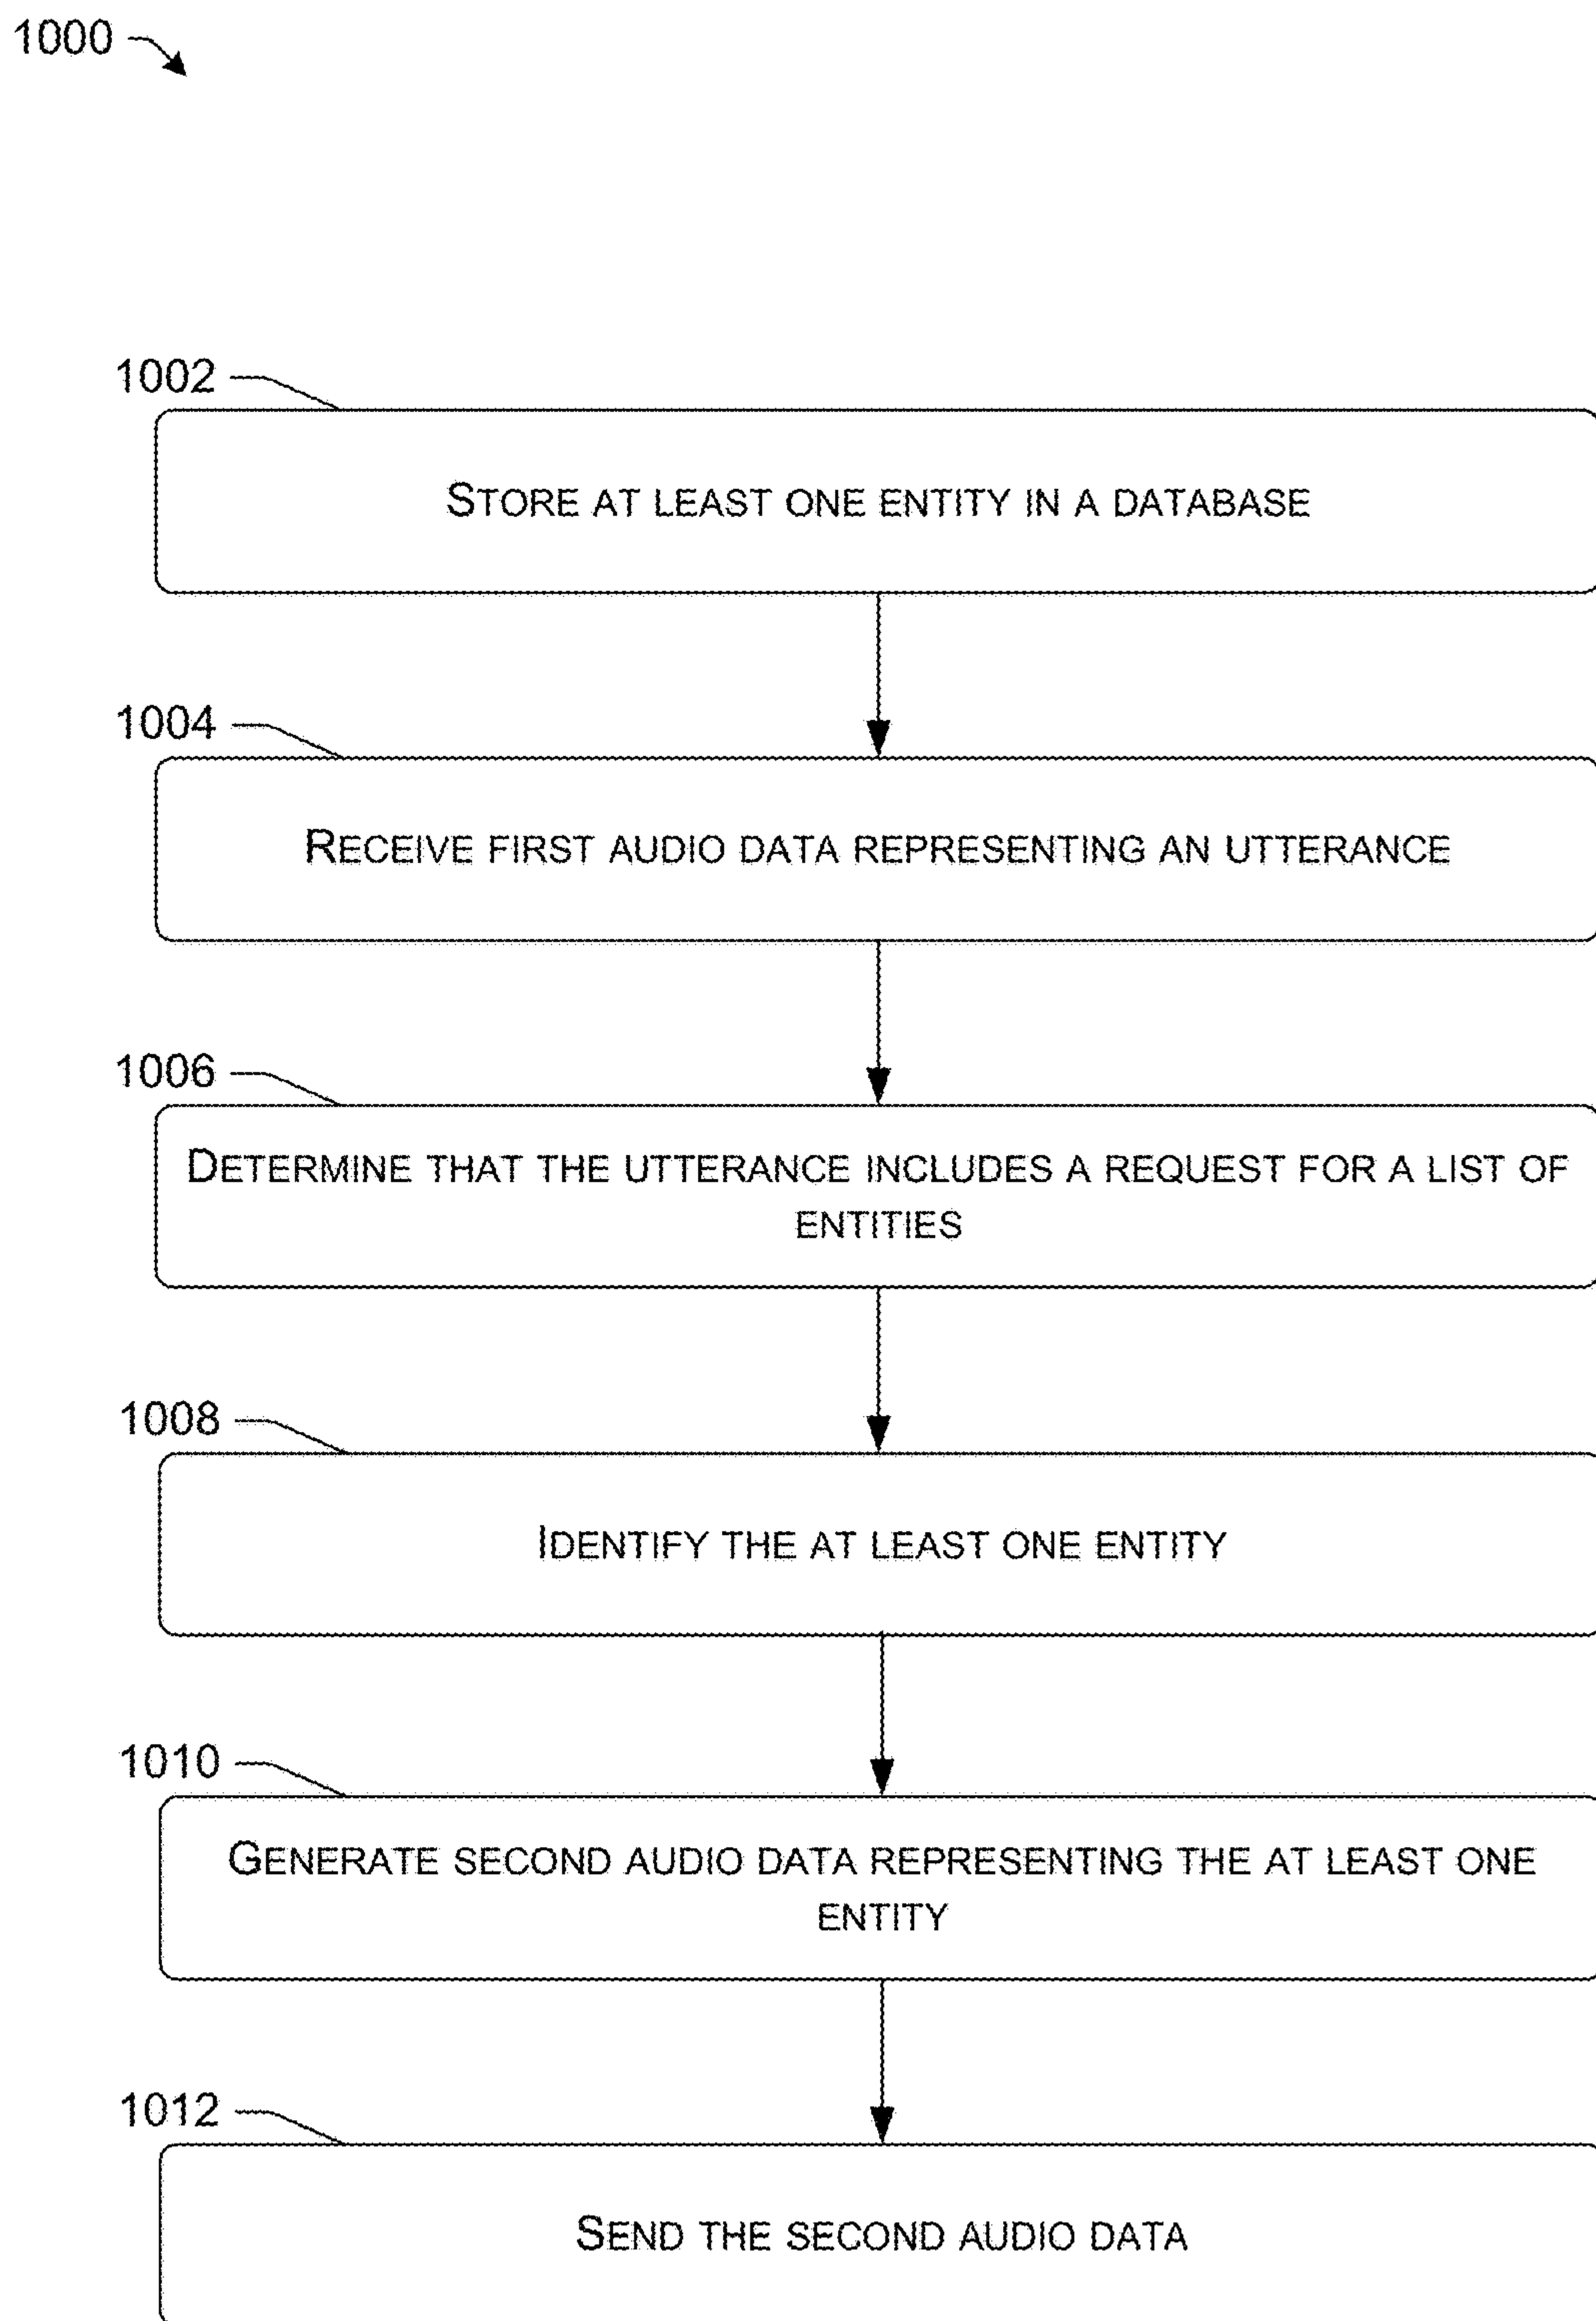 1000
1002
STORE AT LEAST ONE ENTITY IN A DATABASE
1004
RECEIVE FIRST AUDIO DATA REPRESENTING AN UTTERANCE
1006
DETERMINE THAT THE UTTERANCE INCLUDES A REQUEST FOR A LIST OF
ENTITIES
1008
IDENTIFY THE AT LEAST ONE ENTITY
1010
GENERATE SECOND AUDIO DATA REPRESENTING THE AT LEAST ONE
ENTITY
1012
SEND THE SECOND AUDIO DATA